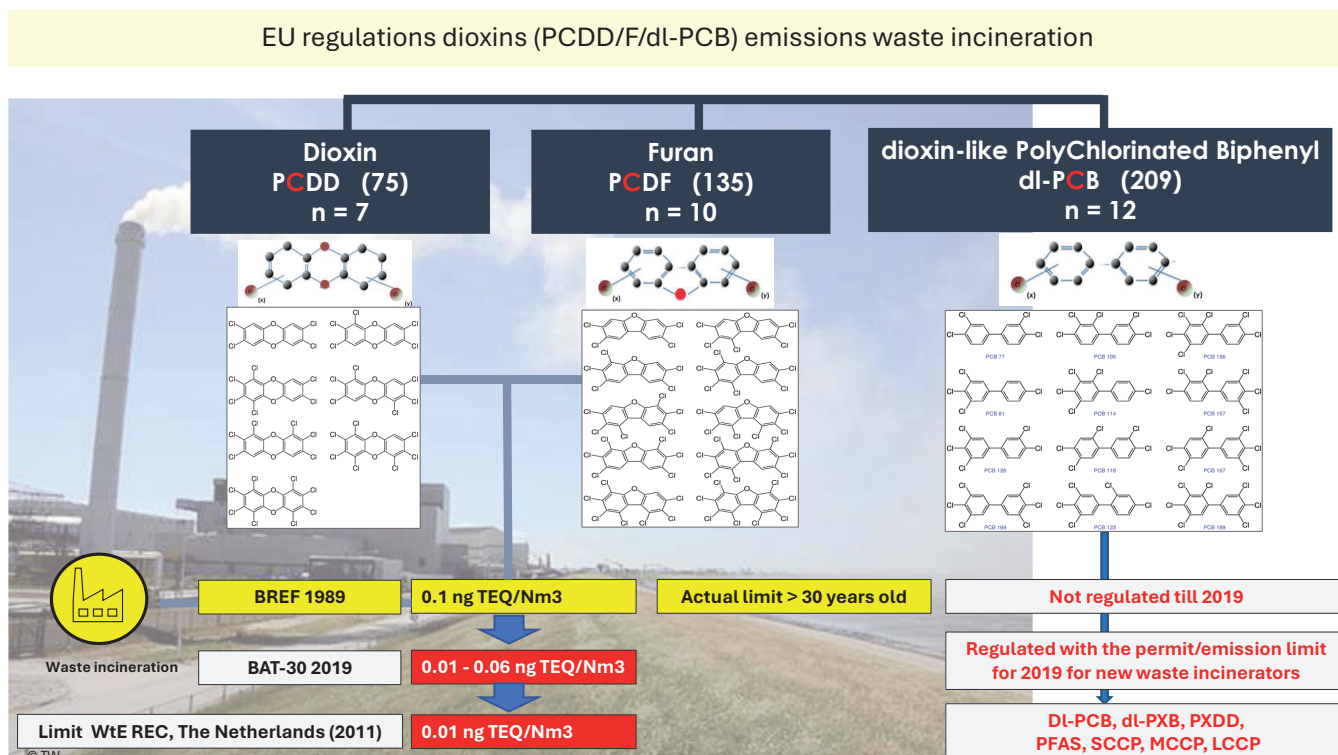 EU regulations dioxins (PCDD/F/dl-PCB) emissions waste incineration
Dioxin
PCDD (75)
n = 7
Furan
PCDF (135)
n = 10
dioxin-like PolyChlorinated Biphenyl
dl-PCB (209)
n = 12
(x)
(y)
(x)
(y)
(x)
(y)
PCB 77
PCB 105
PCB 156
PCB 81
PCB 114
PCB 157
PCB 126
PCB 118
PCB 167
PCB 169
PCB 123
PCB 189
BREF 1989
0.1 ng TEQ/Nm3
Actual limit > 30 years old
Not regulated till 2019
Waste incineration
BAT-30 2019
0.01 - 0.06 ng TEQ/Nm3
Regulated with the permit/emission limit
for 2019 for new waste incinerators
Limit WtE REC, The Netherlands (2011)
0.01 ng TEQ/Nm3
Dl-PCB, dl-PXB, PXDD,
PFAS, SCCP, MCCP, LCCP
© TW